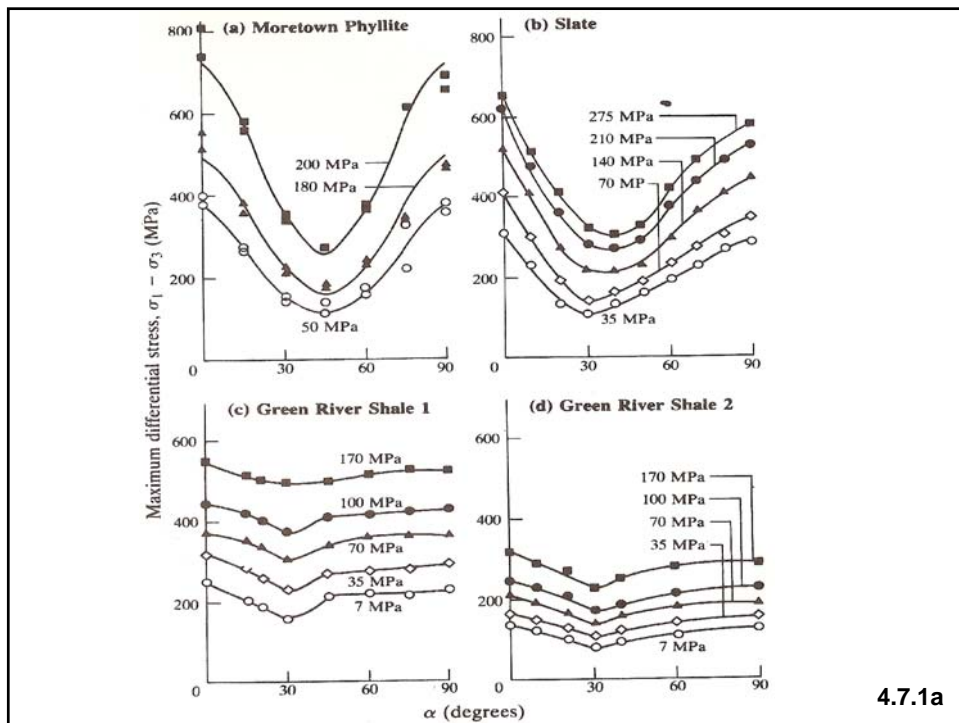 (a) Moretown Phyllite
800
600
400
200
0
200 MPa
180 MPa
50 MPa
0 30 60 90
(b) Slate
800
600
400
200
0
275 MPa
210 MPa
140 MPa
70 MP
35 MPa
0 30 60 90
Maximum differential stress, σ1 − σ3 (MPa)
(c) Green River Shale 1
600
400
200
170 MPa
100 MPa
70 MPa
35 MPa
7 MPa
0 30 60 90
(d) Green River Shale 2
600
400
200
0
170 MPa
100 MPa
70 MPa
35 MPa
7 MPa
0 30 60 90
α (degrees)
4.7.1a